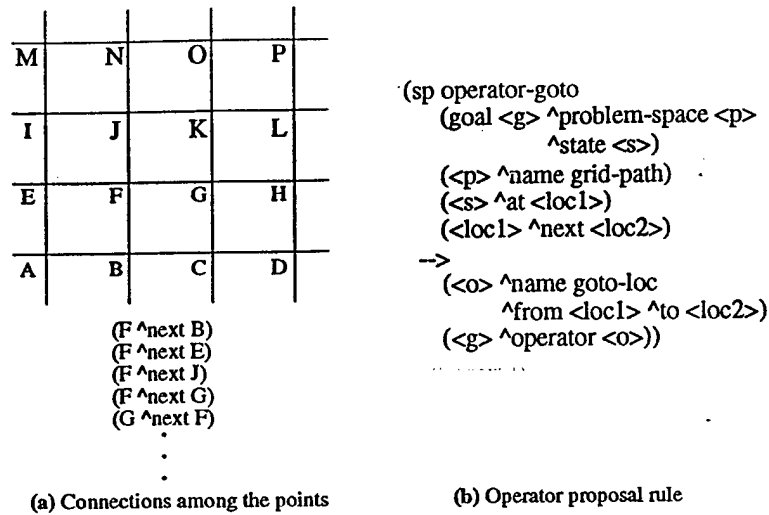 M N O P
I J K L
E F G H
A B C D
(F ^next B)
(F ^next E)
(F ^next J)
(F ^next G)
(G ^next F)
.
.
.
(a) Connections among the points
(sp operator-goto
(goal <g> ^problem-space <p>
^state <s>)
(<p> ^name grid-path)
(<s> ^at <loc1>)
(<loc1> ^next <loc2>)
-->
(<o> ^name goto-loc
^from <loc1> ^to <loc2>)
(<g> ^operator <o>))
(b) Operator proposal rule